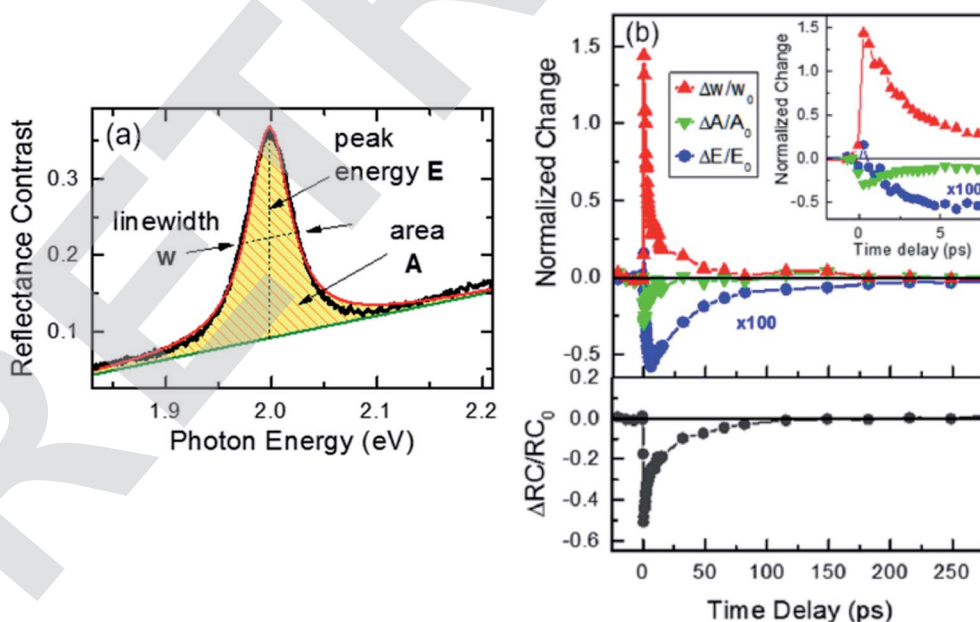 RETR
(a)
peak
energy E
linewidth
w
area
A
Reflectance Contrast
0.3
0.2
0.1
1.9
2.0
2.1
2.2
Photon Energy (eV)
(b)
Normalized Change
1.5
1.0
0.5
0.0
-0.5
Δw/w0
ΔA/A0
ΔE/E0
x100
Normalized Change
1.5
1.0
0.5
0.0
-0.5
x100
0
5
Time delay (ps)
ΔRC/RC0
0.2
0.0
-0.2
-0.4
-0.6
0
50
100
150
200
250
Time Delay (ps)